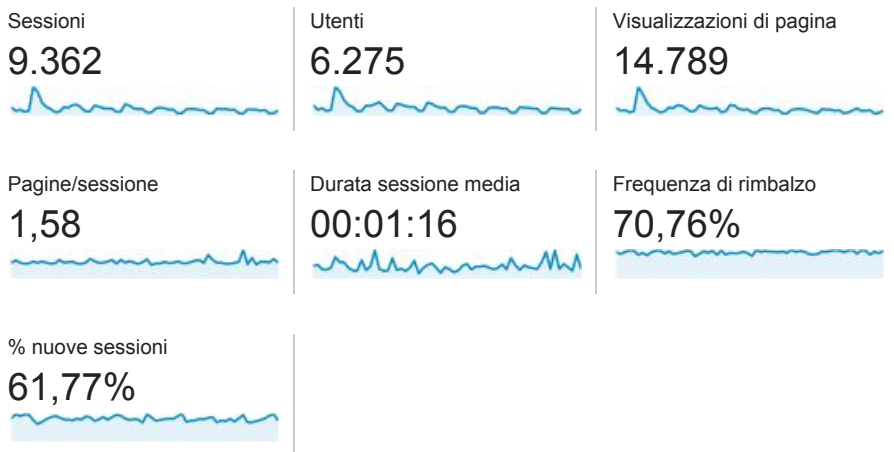 Sessioni
9.362
Utenti
6.275
Visualizzazioni di pagina
14.789
Pagine/sessione
1,58
Durata sessione media
00:01:16
Frequenza di rimbalzo
70,76%
% nuove sessioni
61,77%